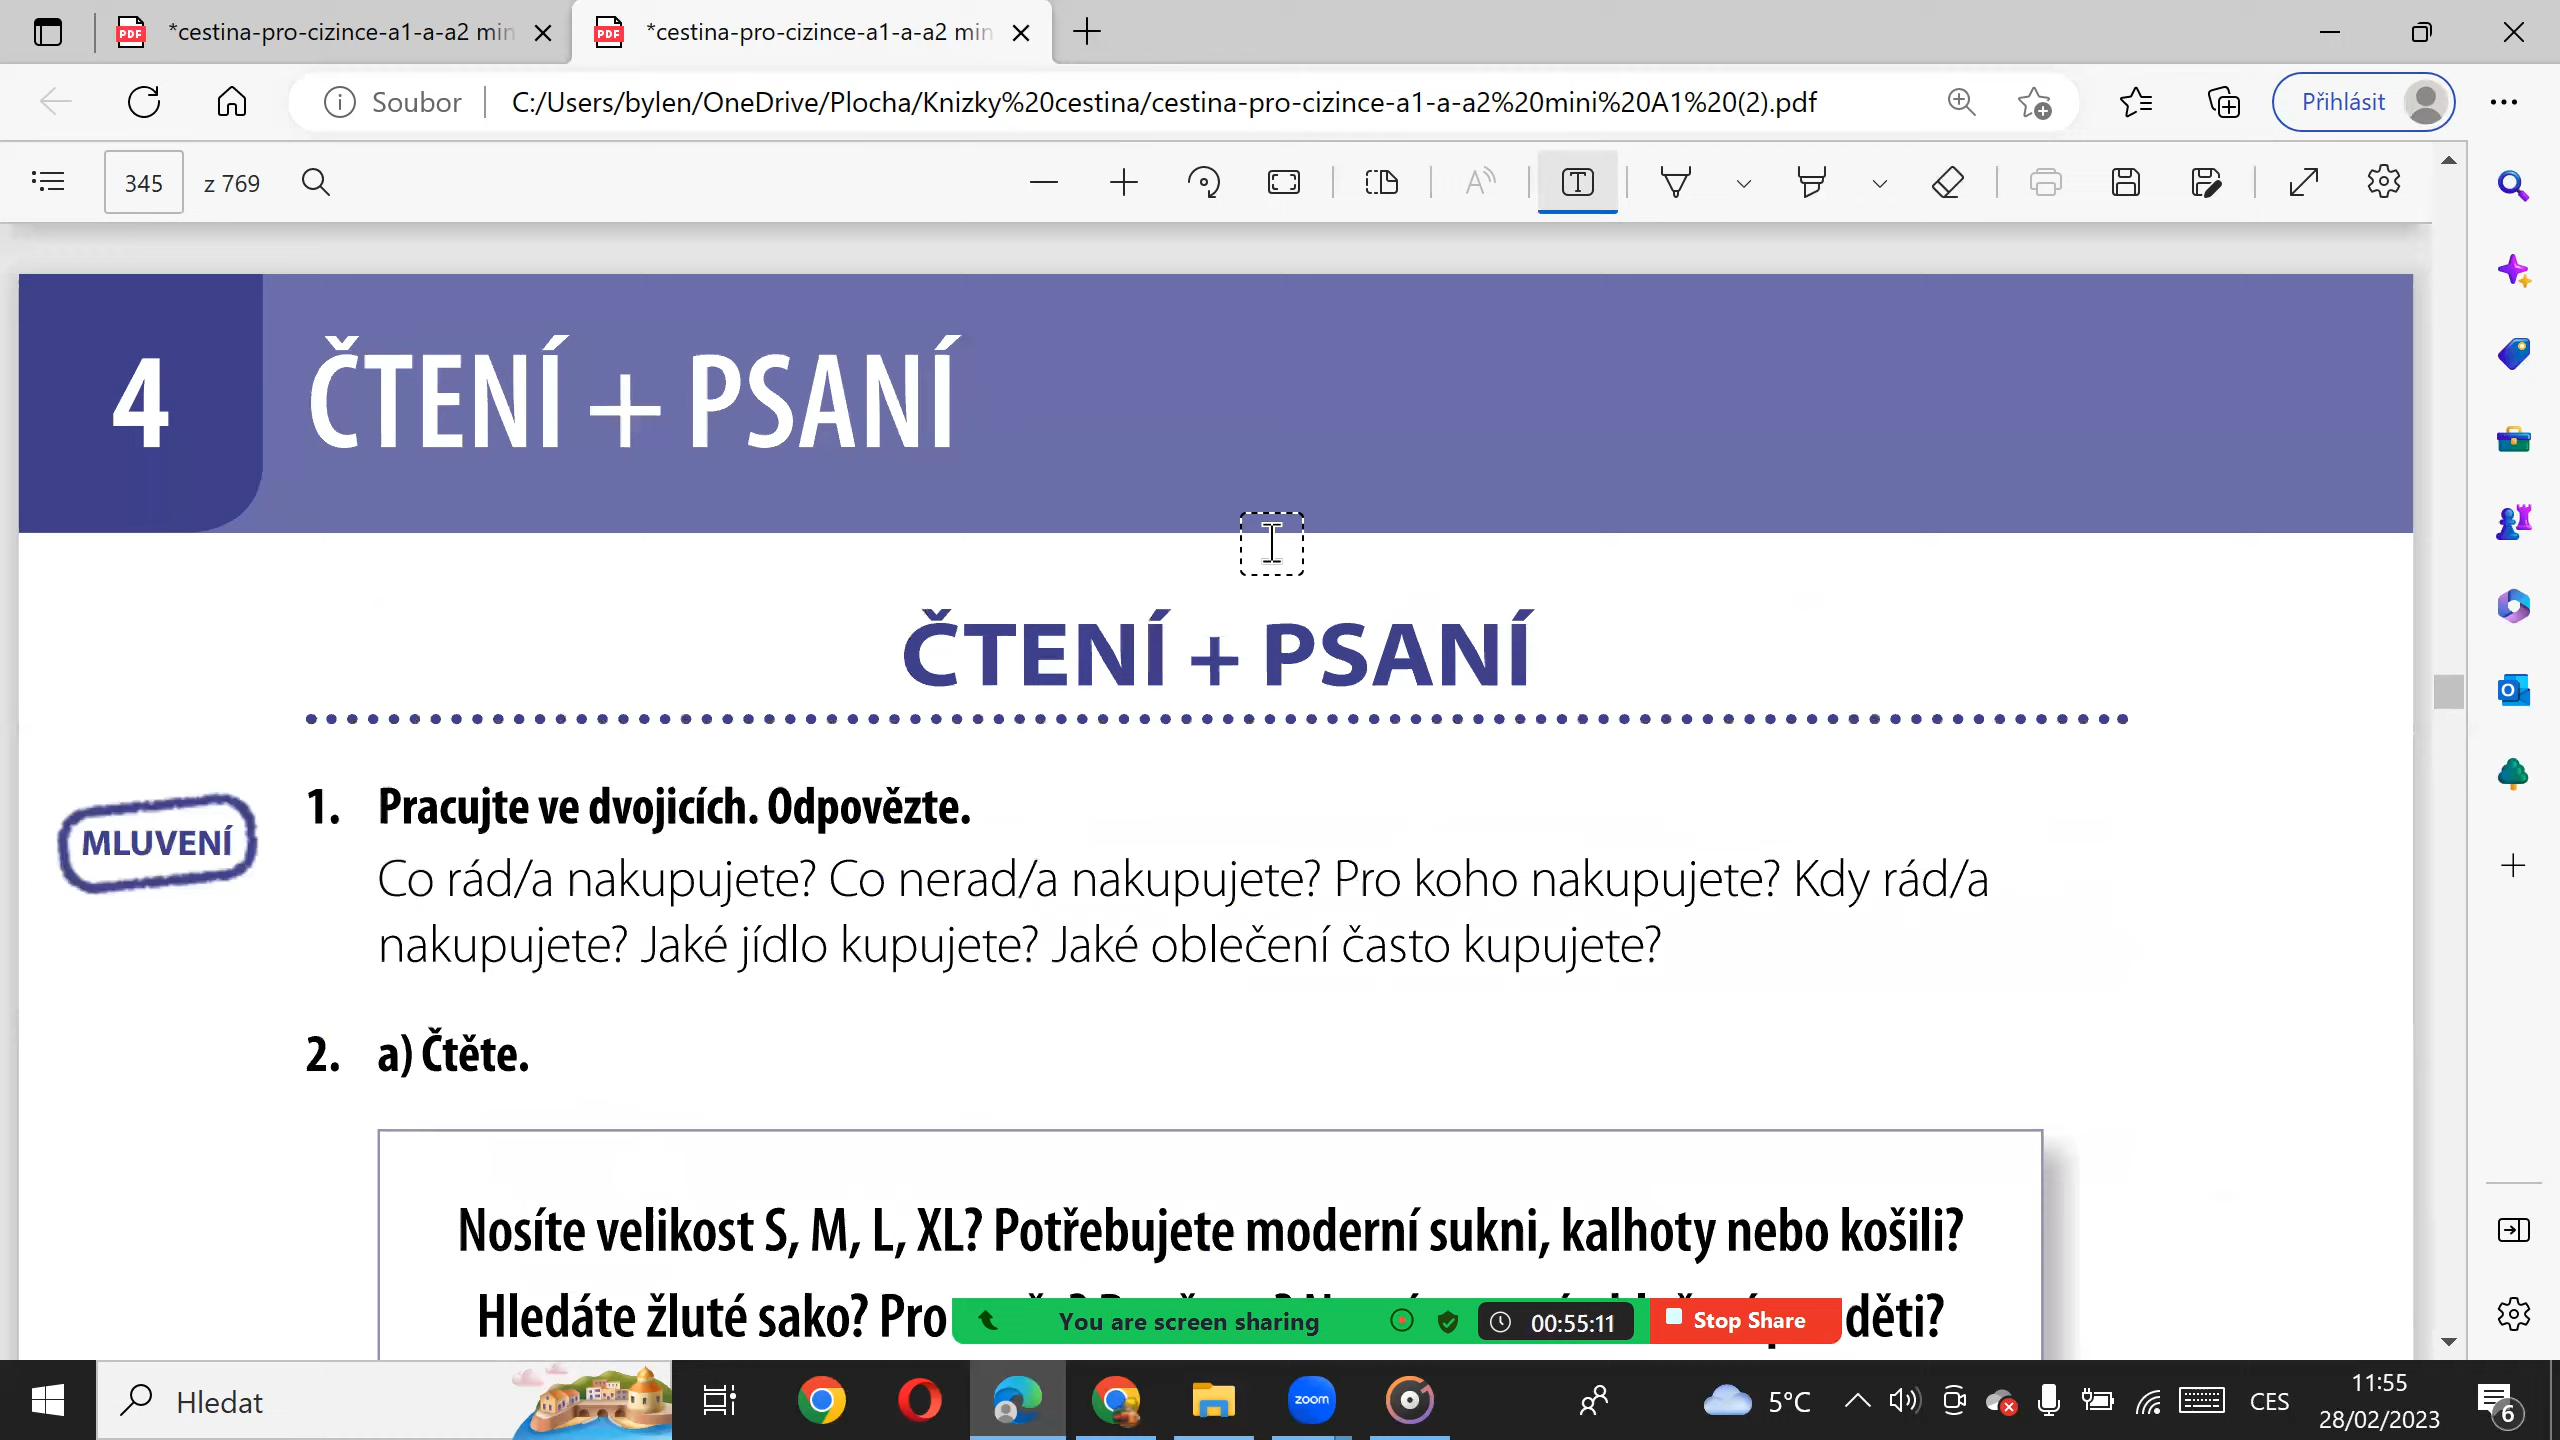 *cestina-pro-cizince-a1-a-a2 min
*cestina-pro-cizince-a1-a-a2 min
Soubor
C:/Users/bylen/OneDrive/Plocha/Knizky%20cestina/cestina-pro-cizince-a1-a-a2%20mini%20A1%20(2).pdf
Přihlásit
345 z 769
4 ČTENÍ + PSANÍ
ČTENÍ + PSANÍ
MLUVENÍ
1. Pracujte ve dvojicích. Odpovězte.
Co rád/a nakupujete? Co nerad/a nakupujete? Pro koho nakupujete? Kdy rád/a
nakupujete? Jaké jídlo kupujete? Jaké oblečení často kupujete?
2. a) Čtěte.
Nosíte velikost S, M, L, XL? Potřebujete moderní sukni, kalhoty nebo košili?
Hledáte žluté sako? Pro děti?
You are screen sharing 00:55:11 Stop Share
Hledat
zoom
5°C
CES
11:55
28/02/2023
6